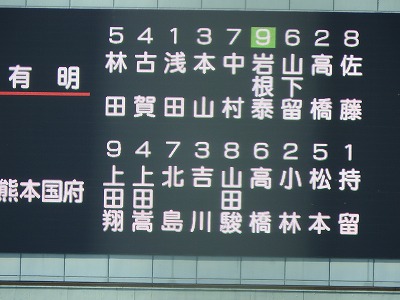 5 4 1 3 7 9 6 2 8
有明 林田 古賀 浅田 本山 中村 岩根泰 山下留 高橋 佐藤
9 4 7 3 8 6 2 5 1
熊本国府 上田翔 上田嵩 北島 吉川 山田駿 高橋 小林 松本 持留